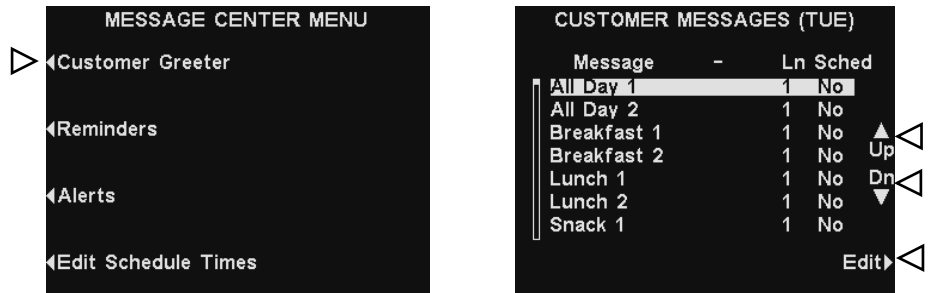 MESSAGE CENTER MENU
Customer Greeter
Reminders
Alerts
Edit Schedule Times
CUSTOMER MESSAGES (TUE)
Message - Ln Sched
All Day 1 1 No
All Day 2 1 No
Breakfast 1 1 No
Breakfast 2 1 No
Lunch 1 1 No
Lunch 2 1 No
Snack 1 1 No
Up
Dn
Edit